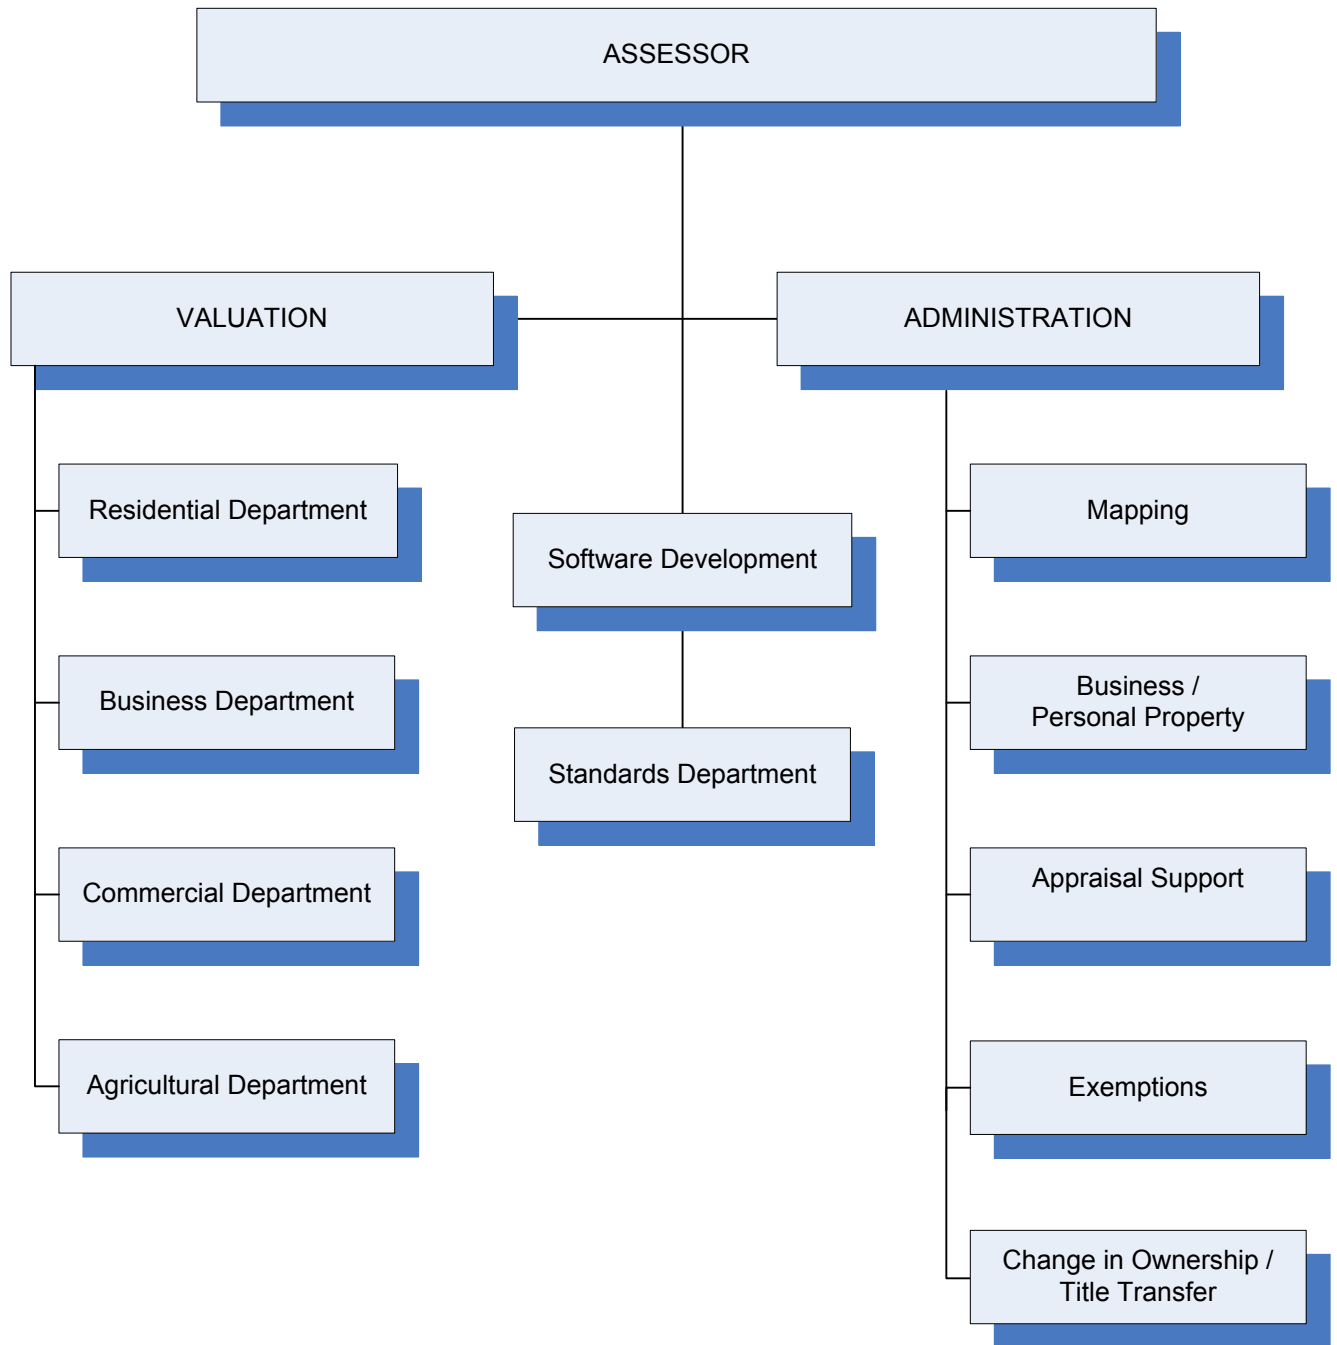 ASSESSOR
VALUATION
ADMINISTRATION
Residential Department
Business Department
Commercial Department
Agricultural Department
Software Development
Standards Department
Mapping
Business /
Personal Property
Appraisal Support
Exemptions
Change in Ownership /
Title Transfer